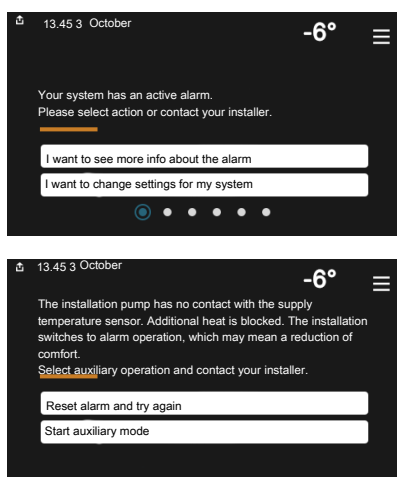 13.45 3 October
-6°
Your system has an active alarm.
Please select action or contact your installer.
I want to see more info about the alarm
I want to change settings for my system
13.45 3 October
-6°
The installation pump has no contact with the supply
temperature sensor. Additional heat is blocked. The installation
switches to alarm operation, which may mean a reduction of
comfort.
Select auxiliary operation and contact your installer.
Reset alarm and try again
Start auxiliary mode